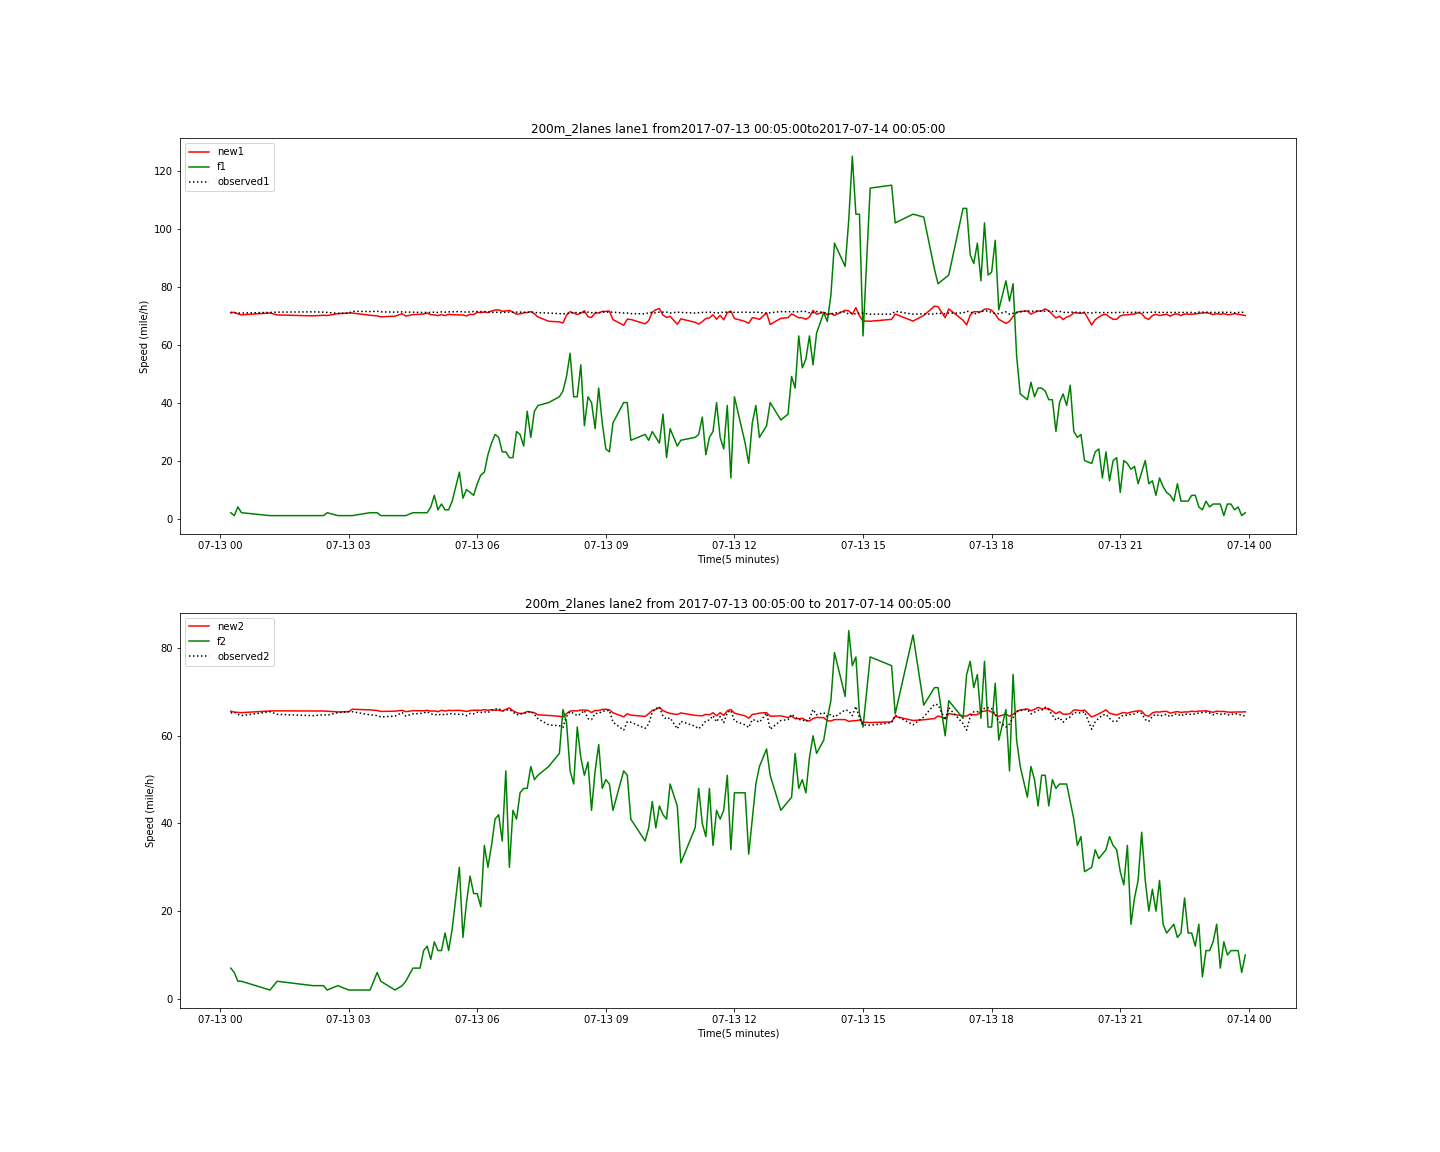 200m_2lanes lane1 from2017-07-13 00:05:00to2017-07-14 00:05:00
new1
f1
observed1
120
100
80
60
40
20
0
Speed (mile/h)
07-13 00 07-13 03 07-13 06 07-13 09 07-13 12 07-13 15 07-13 18 07-13 21 07-14 00
Time(5 minutes)
200m_2lanes lane2 from 2017-07-13 00:05:00 to 2017-07-14 00:05:00
new2
f2
observed2
80
60
40
20
0
Speed (mile/h)
07-13 00 07-13 03 07-13 06 07-13 09 07-13 12 07-13 15 07-13 18 07-13 21 07-14 00
Time(5 minutes)